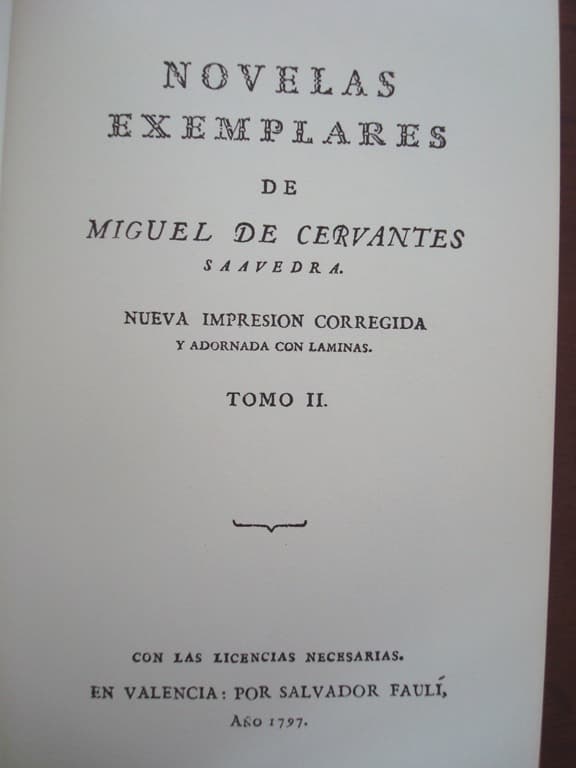 NOVELAS
EXEMPLARES
DE
MIGUEL DE CERVANTES
SAAVEDRA.
NUEVA IMPRESION CORREGIDA
Y ADORNADA CON LAMINAS.
TOMO II.
CON LAS LICENCIAS NECESARIAS.
EN VALENCIA: POR SALVADOR FAULÍ,
AÑO 1797.